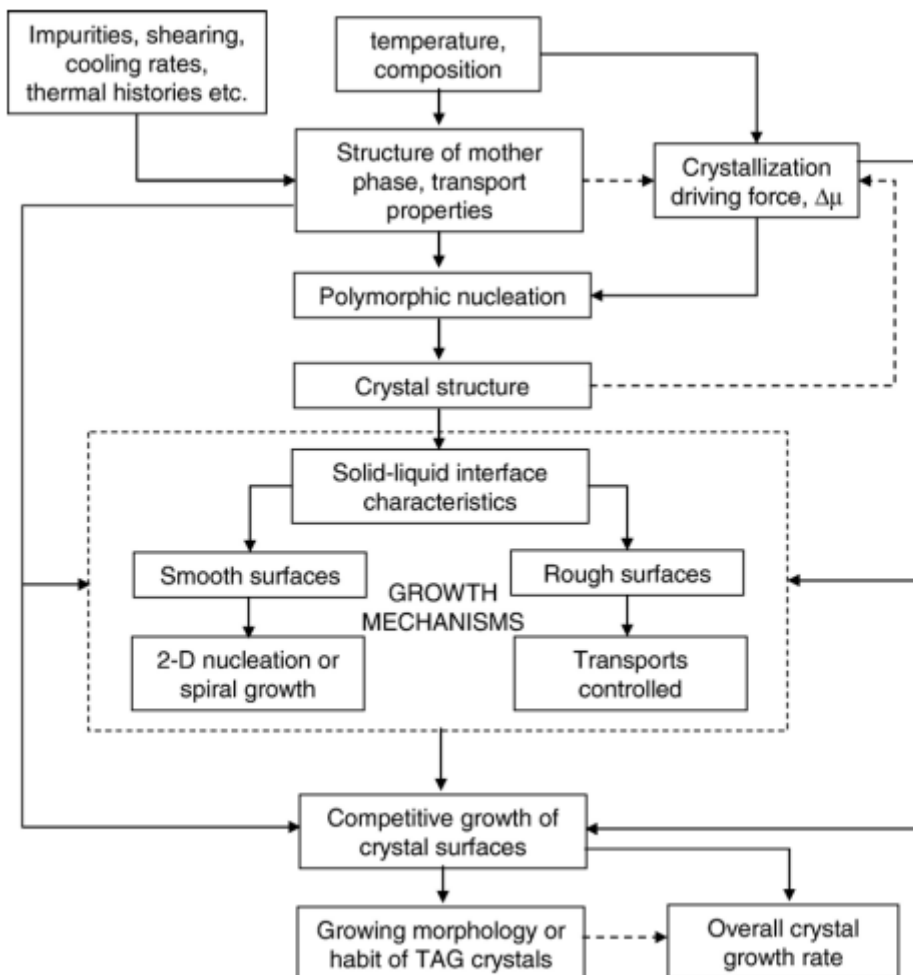 Impurities, shearing,
cooling rates,
thermal histories etc.
temperature,
composition
Structure of mother
phase, transport
properties
Crystallization
driving force, Δμ
Polymorphic nucleation
Crystal structure
Solid-liquid interface
characteristics
Smooth surfaces
Rough surfaces
GROWTH
MECHANISMS
2-D nucleation or
spiral growth
Transports
controlled
Competitive growth of
crystal surfaces
Growing morphology or
habit of TAG crystals
Overall crystal
growth rate